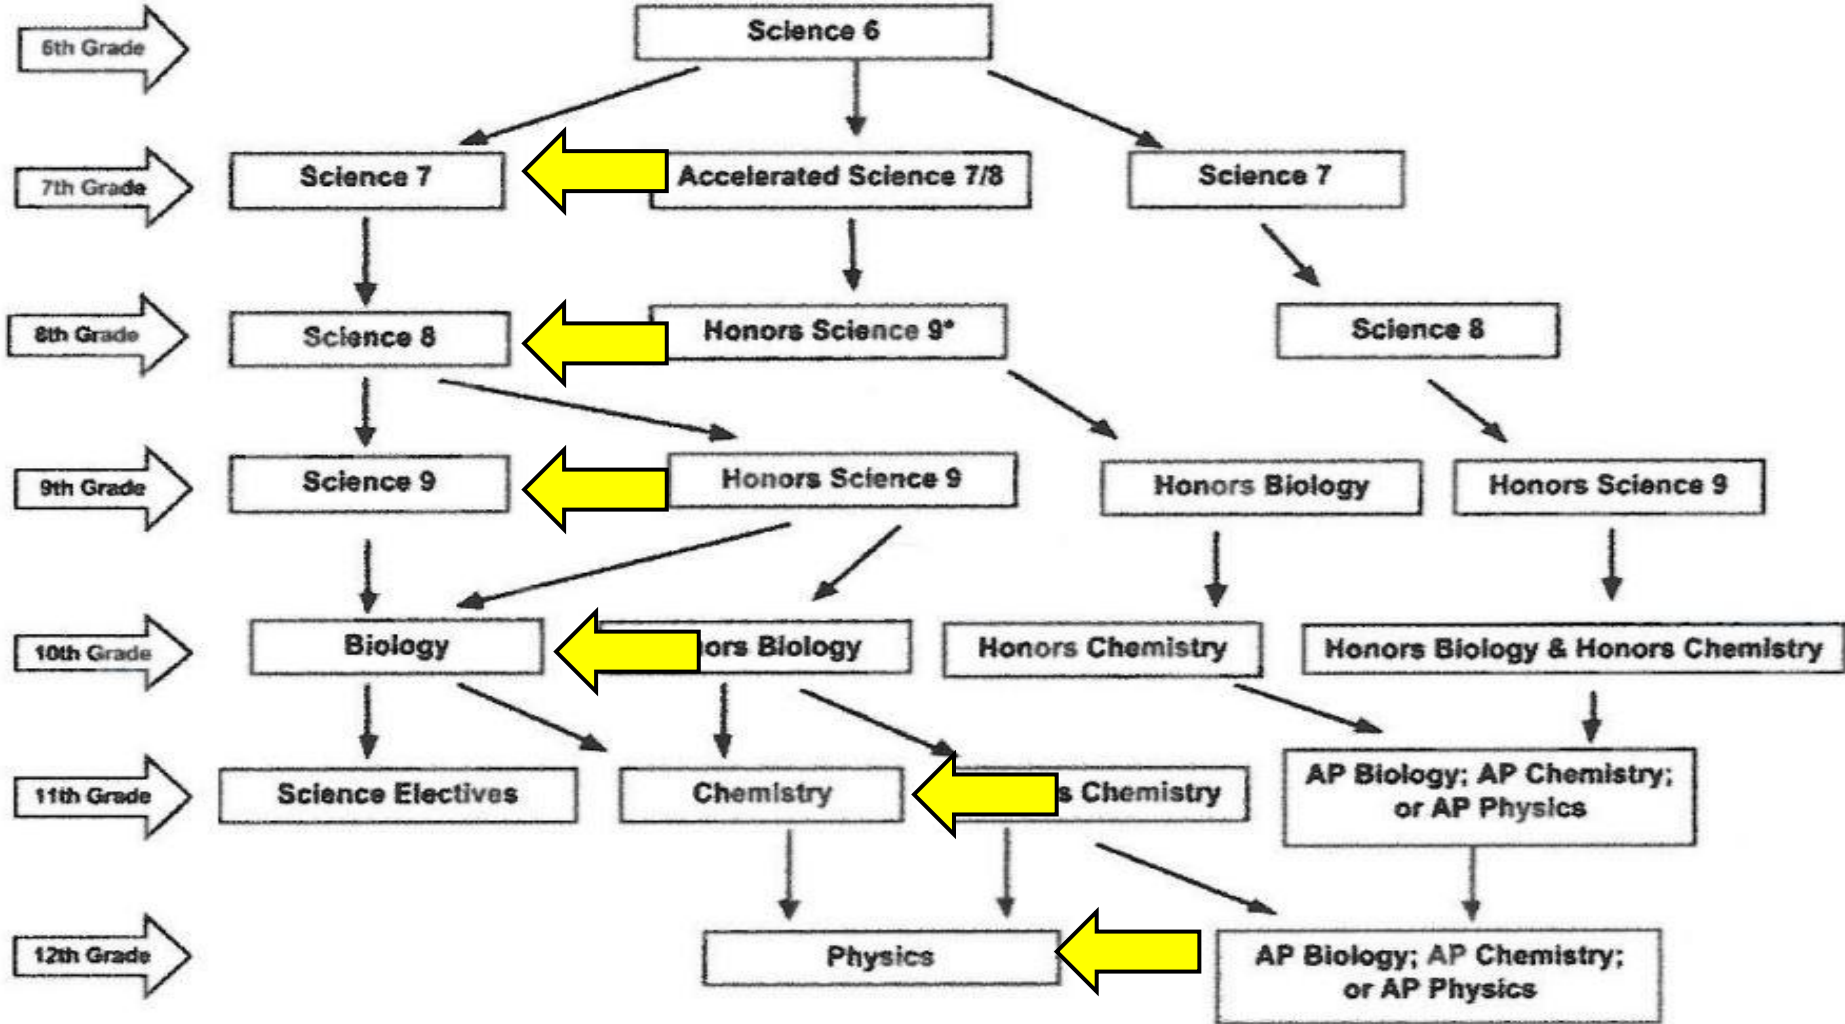 6th Grade
Science 6
7th Grade
Science 7
Accelerated Science 7/8
Science 7
8th Grade
Science 8
Honors Science 9*
Science 8
9th Grade
Science 9
Honors Science 9
Honors Biology
Honors Science 9
10th Grade
Biology
ors Biology
Honors Chemistry
Honors Biology & Honors Chemistry
11th Grade
Science Electives
Chemistry
s Chemistry
AP Biology; AP Chemistry;
or AP Physics
12th Grade
Physics
AP Biology; AP Chemistry;
or AP Physics